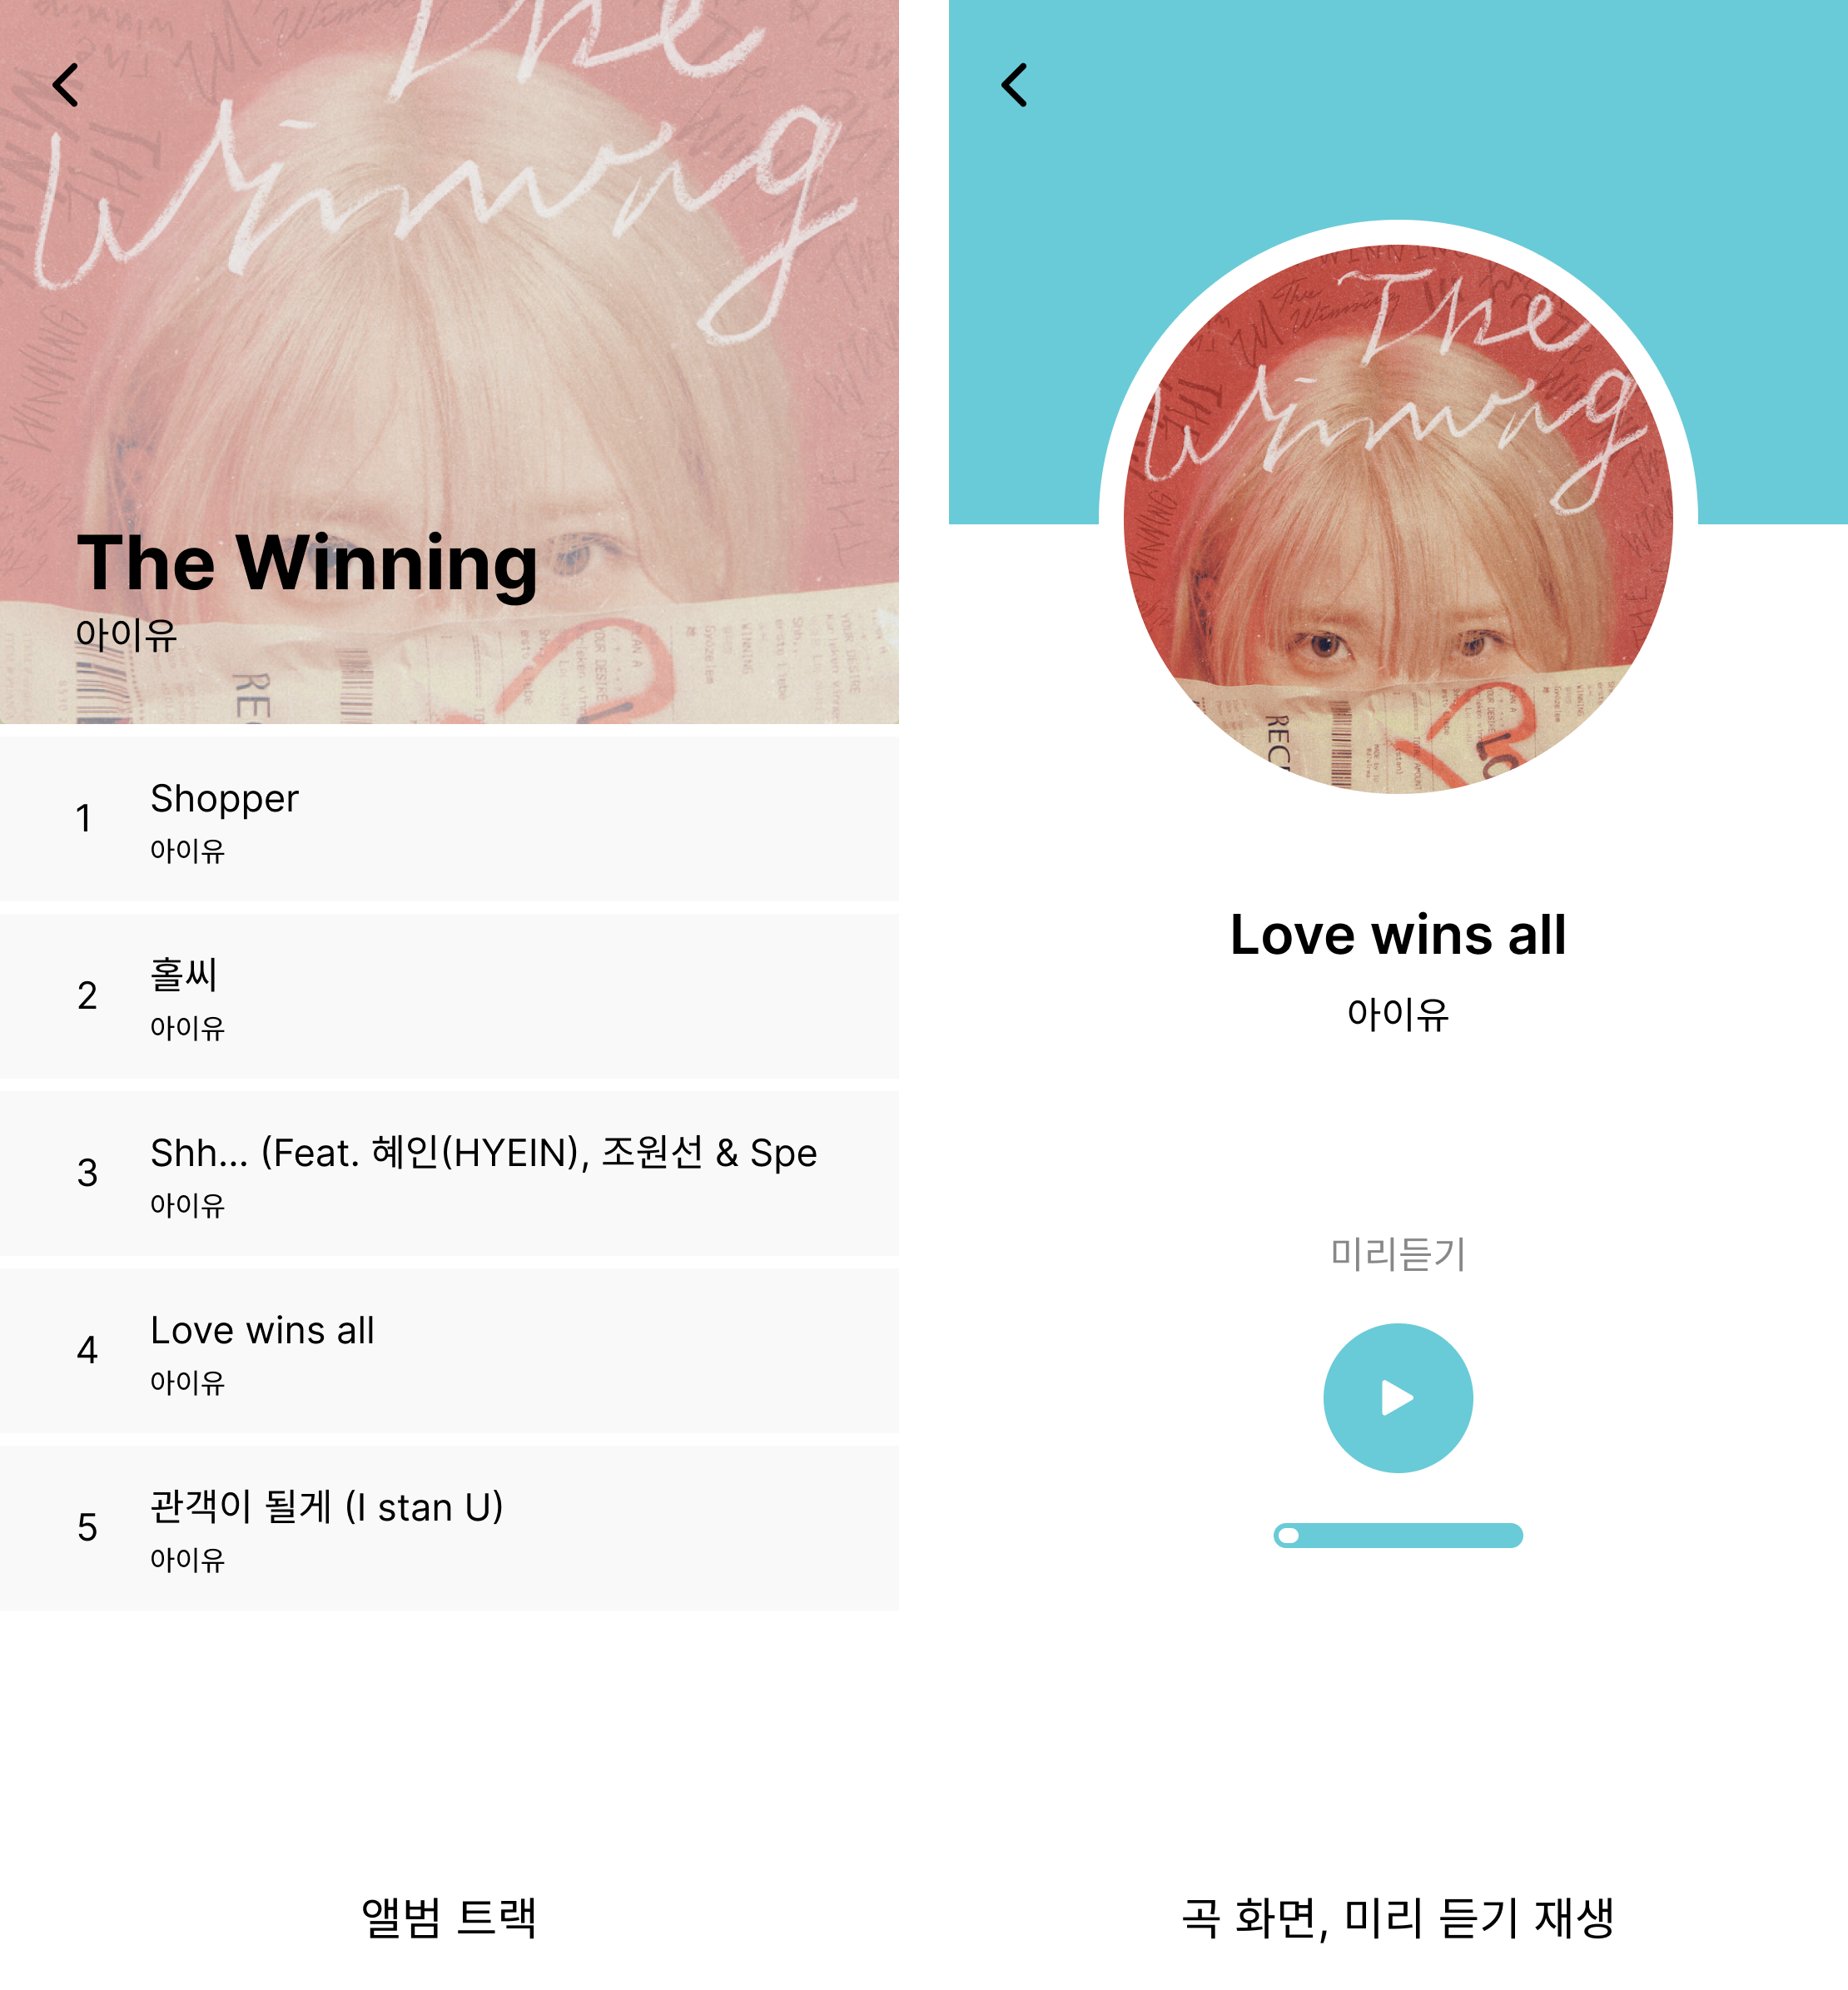 The
Winning
The Winning
아이유
REC
1
Shopper
아이유
2
홀씨
아이유
3
Shh... (Feat. 혜인(HYEIN), 조원선 & Spe
아이유
4
Love wins all
아이유
5
관객이 될게 (I stan U)
아이유
앨범 트랙
The
Winning
REC
Love wins all
아이유
미리듣기
곡 화면, 미리 듣기 재생